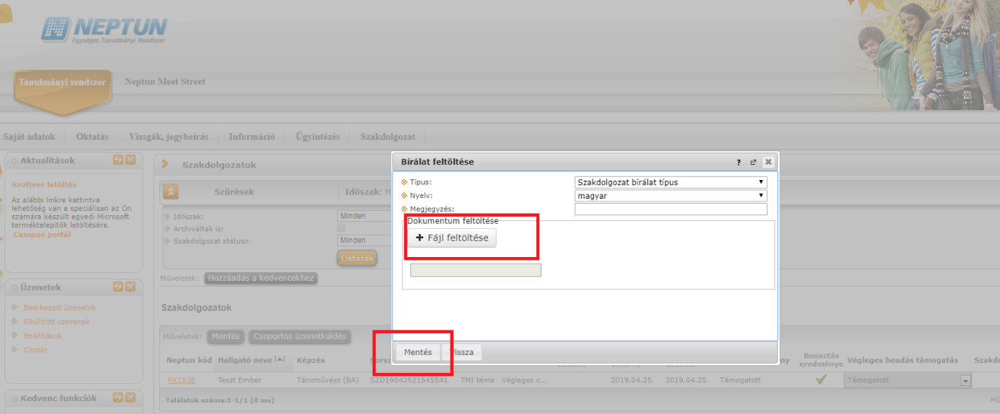 NEPTUN
Egységes Tanulmányi Rendszer
Tanulmányi rendszer
Neptun Meet Street
Saját adatok
Oktatás
Vizsgák, jegybeírás
Információ
Ügyintézés
Szakdolgozat
Aktualitások
Szoftver letöltés
Az alábbi linkre kattintva
lehetőség van a speciálisan az Ön
számára készült egyedi Microsoft
terméktelepítők letöltésére.
Campus portál
Üzenetek
Beérkezett üzenetek
Elküldött üzenetek
Beállítások
Címtár
Kedvenc funkciók
Szakdolgozatok
Szűrések
Időszak: M
Időszak:
Minden
Archiváltak is:
Szakdolgozat státusz:
Minden
Listázás
Műveletek: Hozzáadás a kedvencekhez
Szakdolgozatok
Műveletek: Mentés Csoportos üzenetküldés
Bírálat feltöltése
?
Típus:
Szakdolgozat bírálat típus
Nyelv:
magyar
Megjegyzés:
Dokumentum feltöltése
+ Fájl feltöltése
Mentés
Vissza
Neptun kód Hallgató neve Képzés Sorsz ny Beosztás eredménye Végleges beadás támogatás Szakdo
FX1X3E Teszt Ember Táncművész (BA) SZD19042521545541 TMI téma Végleges c... 2019.04.25. 2019.04.25. Támogatott Támogatott
Találatok száma:1-1/1 (0 ms)
Mű